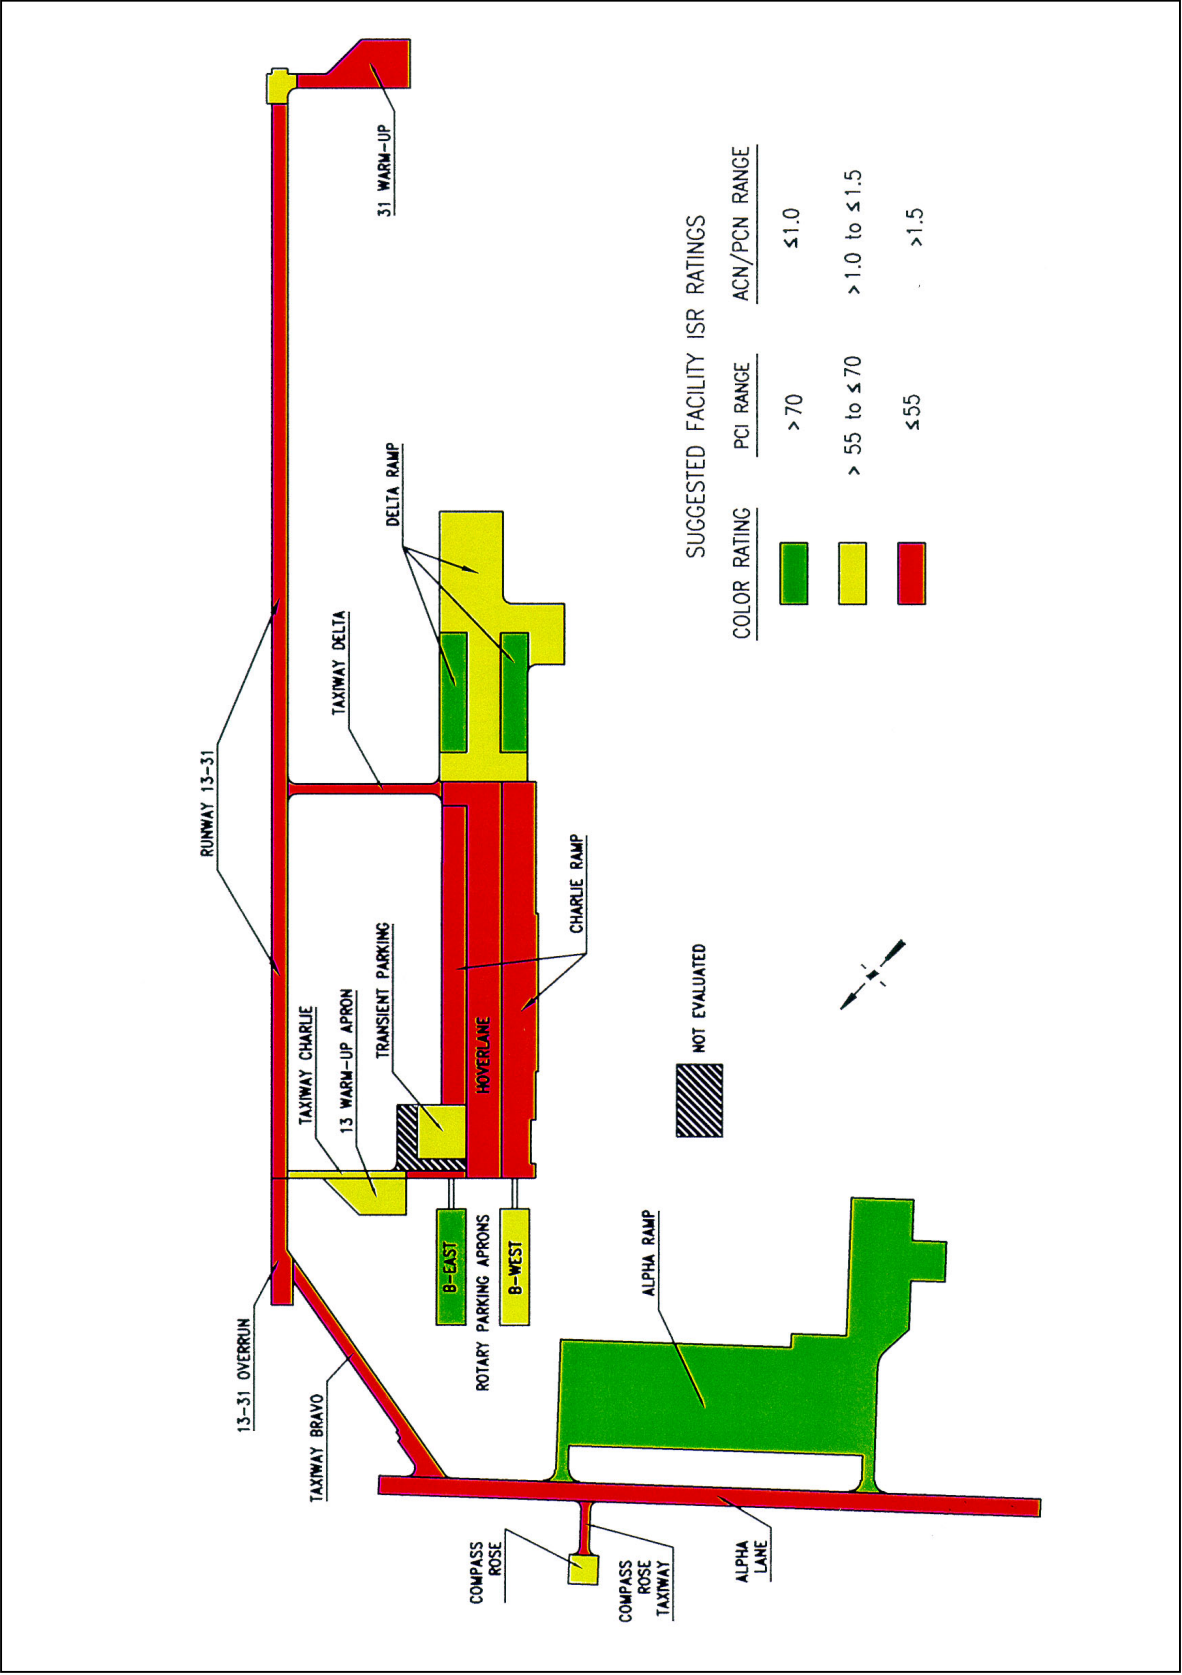 31 WARM-UP
RUNWAY 13-31
DELTA RAMP
TAXIWAY DELTA
TAXIWAY CHARLIE
13 WARM-UP APRON
TRANSIENT PARKING
HOVERLANE
CHARLIE RAMP
13-31 OVERRUN
TAXIWAY BRAVO
B-EAST
ROTARY PARKING APRONS
B-WEST
ALPHA RAMP
COMPASS
ROSE
COMPASS
ROSE
TAXIWAY
ALPHA
LANE
NOT EVALUATED
SUGGESTED FACILITY ISR RATINGS
COLOR RATING PCI RANGE ACN/PCN RANGE
>70 ≤1.0
> 55 to ≤ 70 >1.0 to ≤1.5
≤55 >1.5